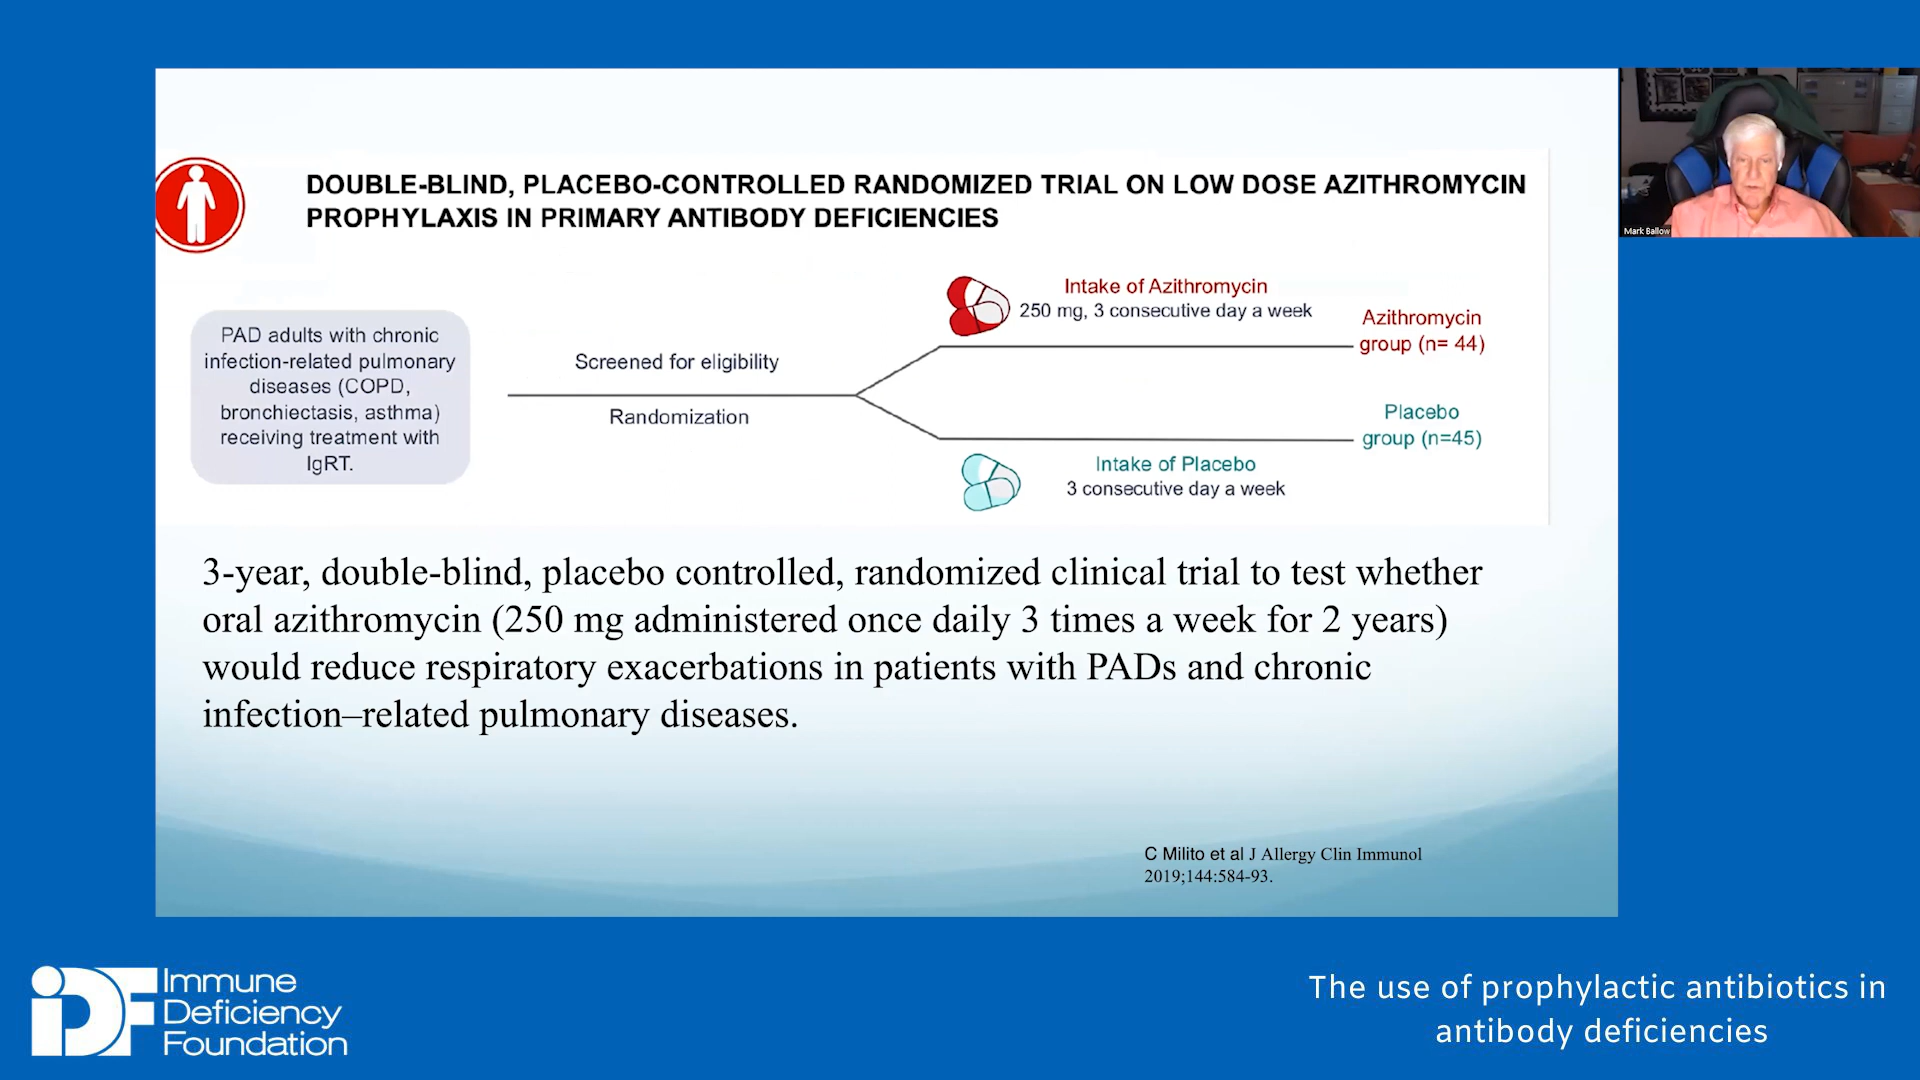 DOUBLE-BLIND, PLACEBO-CONTROLLED RANDOMIZED TRIAL ON LOW DOSE AZITHROMYCIN
PROPHYLAXIS IN PRIMARY ANTIBODY DEFICIENCIES
PAD adults with chronic
infection-related pulmonary
diseases (COPD,
bronchiectasis, asthma)
receiving treatment with
IgRT.
Screened for eligibility
Randomization
Intake of Azithromycin
250 mg, 3 consecutive day a week
Azithromycin
group (n= 44)
Placebo
group (n=45)
Intake of Placebo
3 consecutive day a week
3-year, double-blind, placebo controlled, randomized clinical trial to test whether
oral azithromycin (250 mg administered once daily 3 times a week for 2 years)
would reduce respiratory exacerbations in patients with PADs and chronic
infection–related pulmonary diseases.
C Milito et al J Allergy Clin Immunol
2019;144:584-93.
Mark Ballow
IDF Immune
Deficiency
Foundation
The use of prophylactic antibiotics in
antibody deficiencies